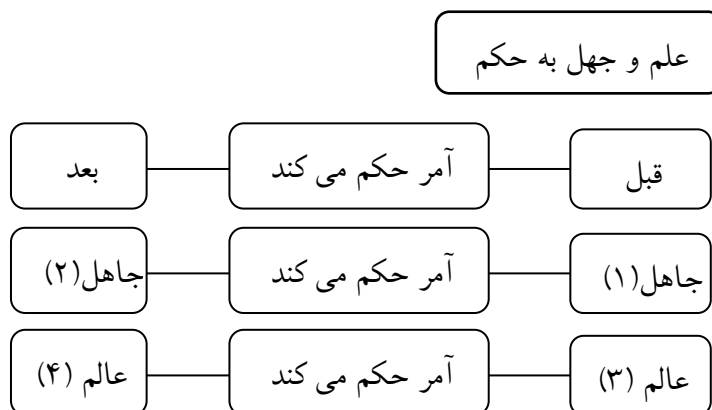 علم و جهل به حکم
قبل آمر حکم می کند بعد
جاهل(۱) آمر حکم می کند جاهل(۲)
عالم (۳) آمر حکم می کند عالم (۴)